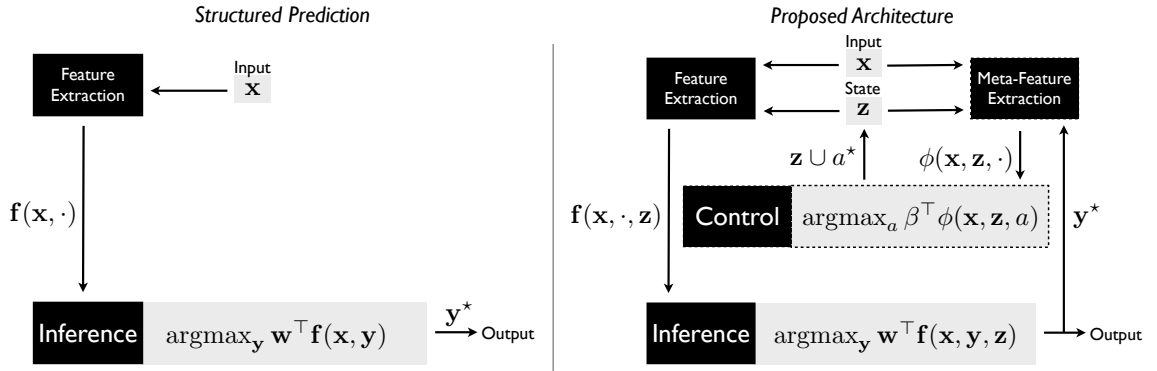 Structured Prediction
Feature
Extraction
Input
x
f(x, ·)
Inference
argmax_y w^⊤ f(x, y)
y⋆
Output
Proposed Architecture
Feature
Extraction
Input
x
State
z
Meta-Feature
Extraction
z ∪ a⋆
ϕ(x, z, ·)
f(x, ·, z)
Control
argmax_a β^⊤ ϕ(x, z, a)
y⋆
Inference
argmax_y w^⊤ f(x, y, z)
Output